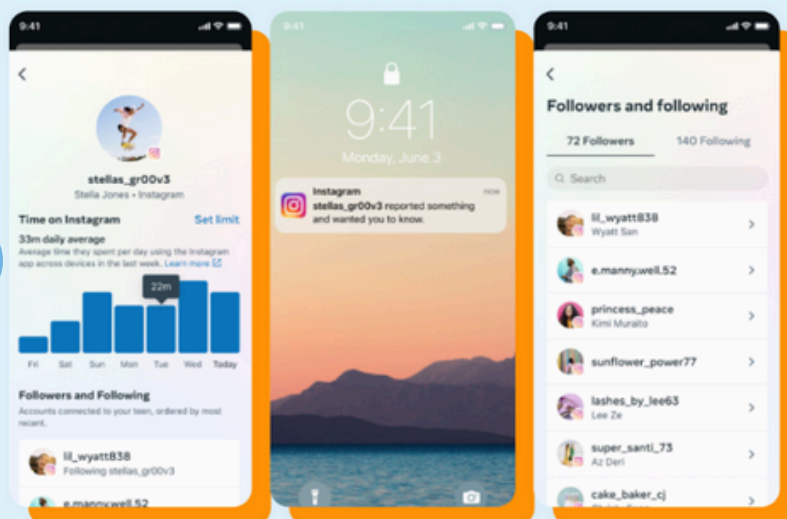 9:41
stellas_gr00v3
Stella Jones • Instagram
Time on Instagram
Set limit
33m daily average
Average time they spent per day using the Instagram
app across devices in the last week. Learn more
22m
Fri Sat Sun Mon Tue Wed Today
Followers and Following
Accounts connected to your teen, ordered by most
recent.
lil_wyatt838
Following stellas_gr00v3
e.manny.well.52
9:41
9:41
Monday, June 3
Instagram
now
stellas_gr00v3 reported something
and wanted you to know.
9:41
Followers and following
72 Followers 140 Following
Search
lil_wyatt838
Wyatt San
e.manny.well.52
princess_peace
Kimi Muraito
sunflower_power77
lashes_by_lee63
Lee Ze
super_santi_73
Az Deri
cake_baker_cj